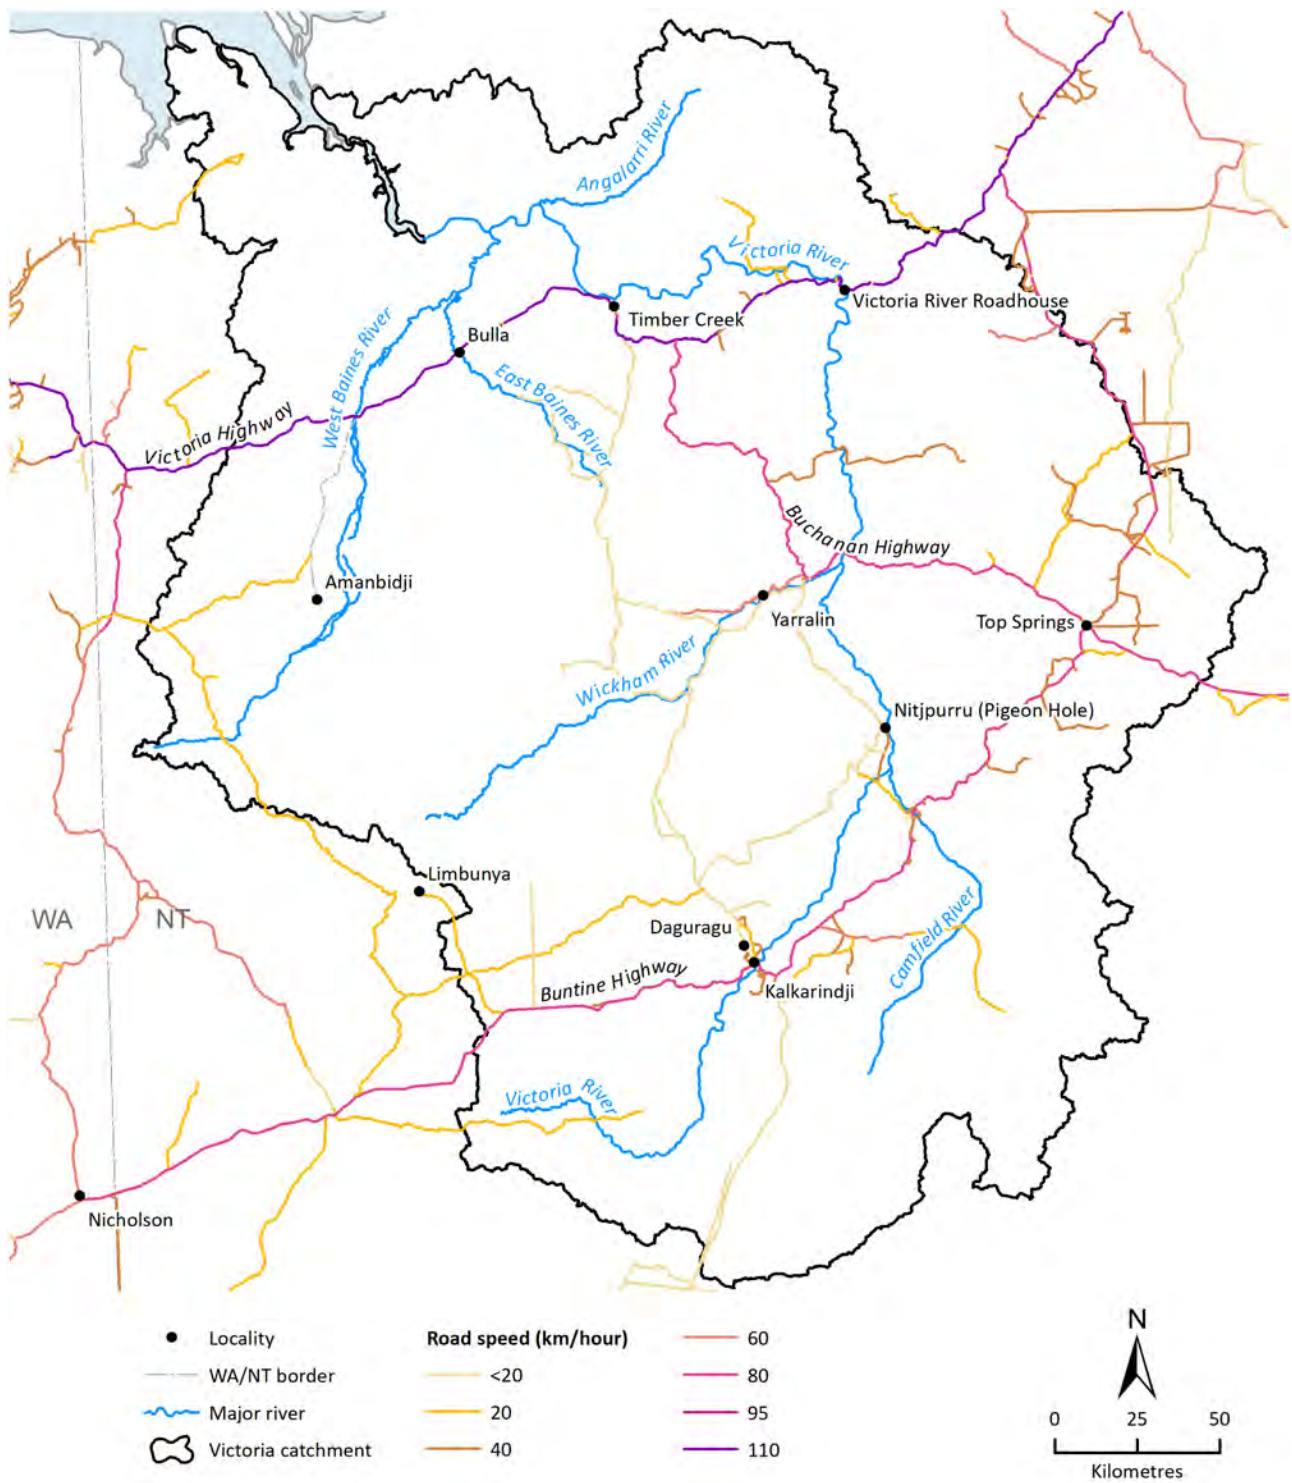 Angalarri River
Victoria River
Victoria River Roadhouse
Timber Creek
Bulla
West Baines River
East Baines River
Victoria Highway
Buchanan Highway
Amanbidji
Yarralin
Top Springs
Wickham River
Nitjpurru (Pigeon Hole)
Limbunya
WA
NT
Daguragu
Camfield River
Buntine Highway
Kalkarindji
Victoria River
Nicholson
N
Locality
Road speed (km/hour)
60
WA/NT border
<20
80
Major river
20
95
0 25 50
Victoria catchment
40
110
Kilometres